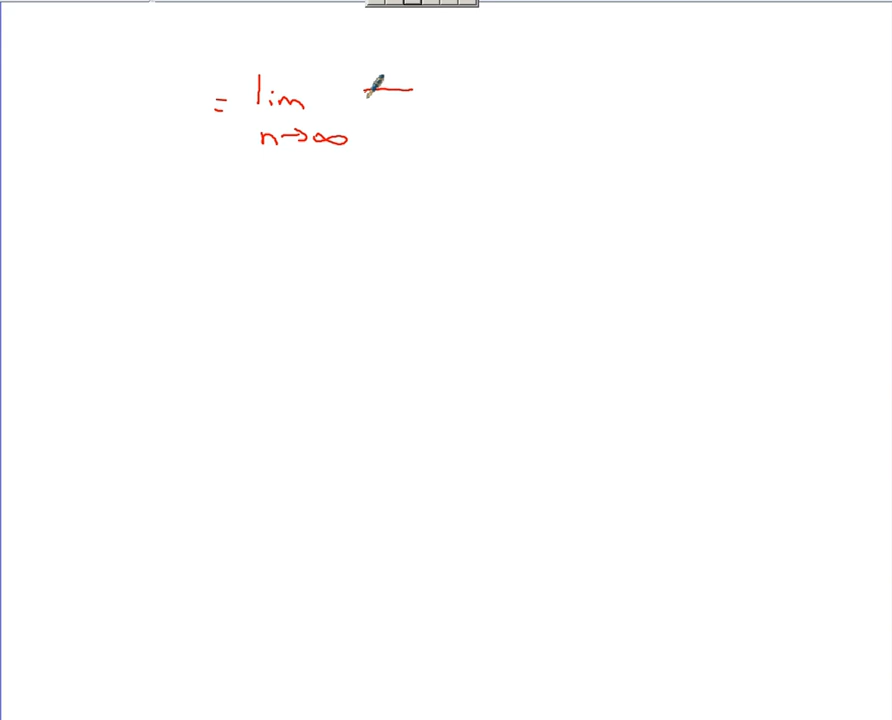 = lim
n→∞